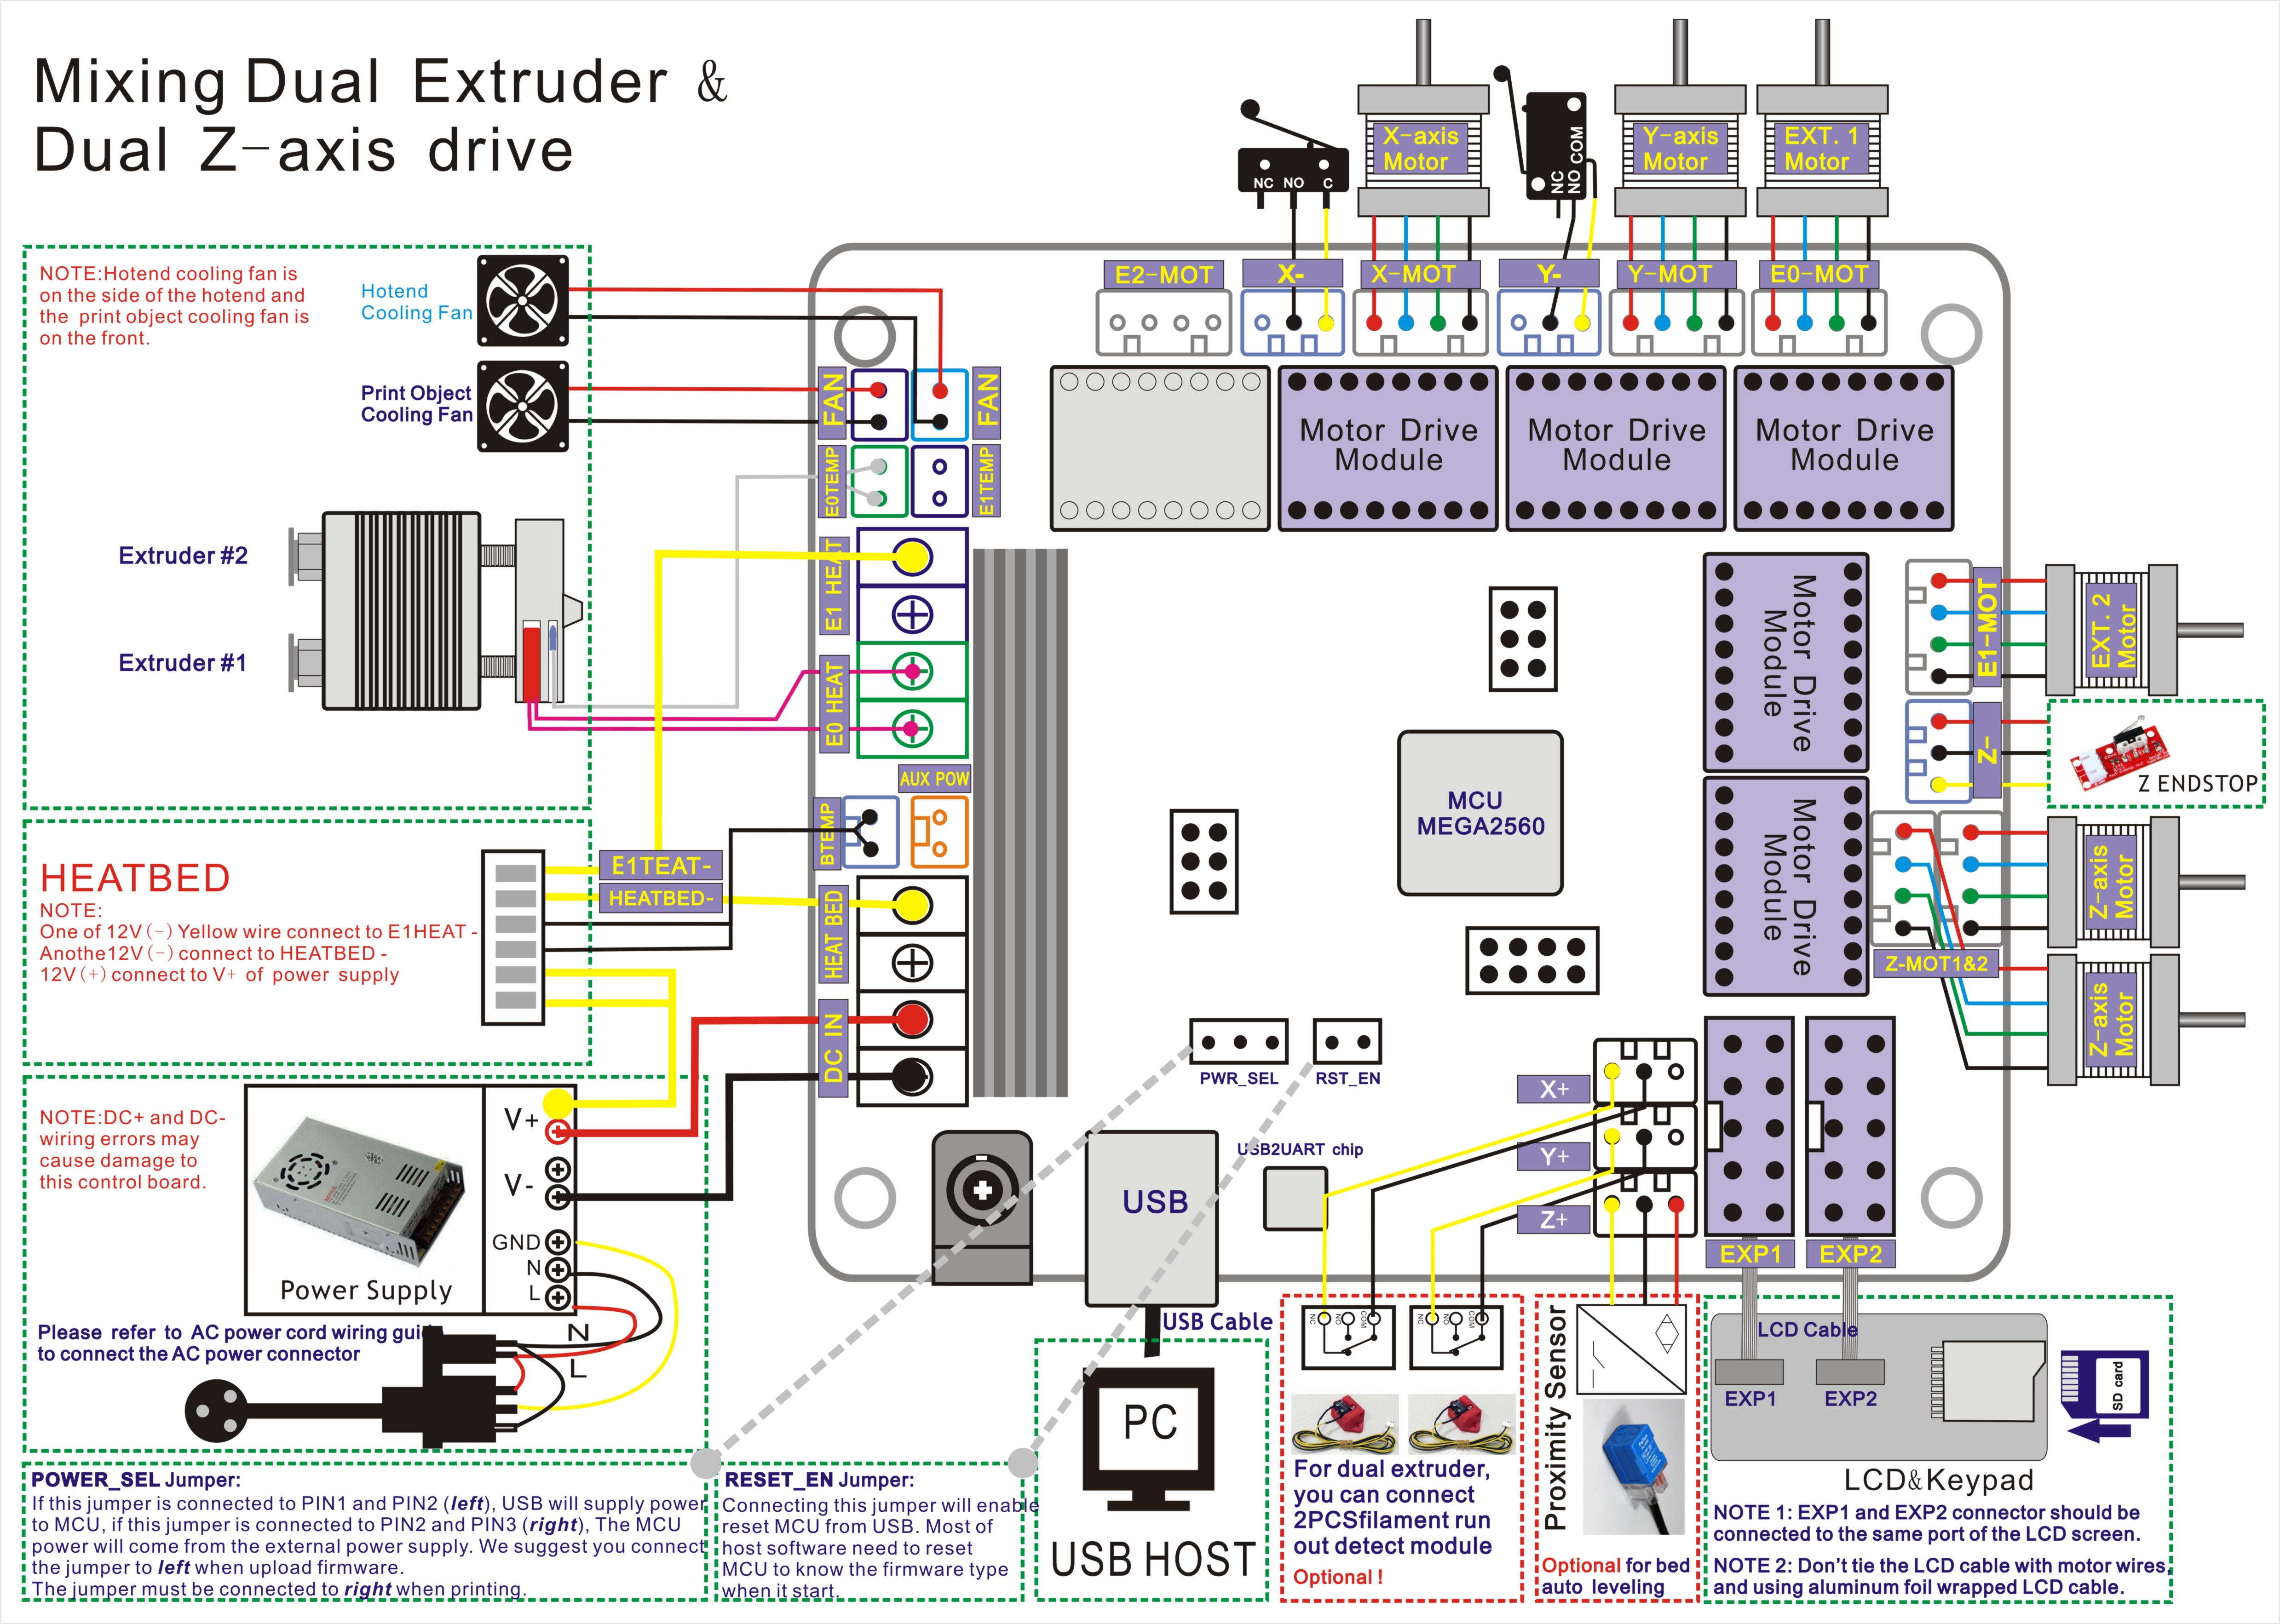 Mixing Dual Extruder &
Dual Z-axis drive
NOTE:Hotend cooling fan is
on the side of the hotend and
the print object cooling fan is
on the front.
Hotend
Cooling Fan
Print Object
Cooling Fan
Extruder #2
Extruder #1
NC NO C
X-axis
Motor
NC
NO COM
Y-axis
Motor
EXT. 1
Motor
E2-MOT
X-
X-MOT
Y-
Y-MOT
E0-MOT
FAN
FAN
E0TEMP
E1TEMP
E1 HEAT
E0 HEAT
AUX POW
BTEMP
HEAT BED
DC IN
Motor Drive
Module
Motor Drive
Module
Motor Drive
Module
Motor Drive
Module
Motor Drive
Module
E1-MOT
EXT. 2
Motor
Z-
Z ENDSTOP
Z-axis
Motor
Z-MOT1&2
Z-axis
Motor
MCU
MEGA2560
HEATBED
NOTE:
One of 12V(-) Yellow wire connect to E1HEAT -
Anothe12V(-) connect to HEATBED -
12V(+) connect to V+ of power supply
E1TEAT-
HEATBED-
PWR_SEL
RST_EN
X+
Y+
Z+
USB2UART chip
USB
EXP1
EXP2
NOTE:DC+ and DC-
wiring errors may
cause damage to
this control board.
V+
V-
GND
N
L
Power Supply
Please refer to AC power cord wiring gui
to connect the AC power connector
N
L
USB Cable
PC
USB HOST
NC NO COM
NC NO COM
For dual extruder,
you can connect
2PCSfilament run
out detect module
Optional !
Proximity Sensor
Optional for bed
auto leveling
LCD Cable
EXP1
EXP2
SD card
LCD&Keypad
NOTE 1: EXP1 and EXP2 connector should be
connected to the same port of the LCD screen.
NOTE 2: Don't tie the LCD cable with motor wires,
and using aluminum foil wrapped LCD cable.
POWER_SEL Jumper:
If this jumper is connected to PIN1 and PIN2 (left), USB will supply power
to MCU, if this jumper is connected to PIN2 and PIN3 (right), The MCU
power will come from the external power supply. We suggest you connect
the jumper to left when upload firmware.
The jumper must be connected to right when printing.
RESET_EN Jumper:
Connecting this jumper will enable
reset MCU from USB. Most of
host software need to reset
MCU to know the firmware type
when it start.